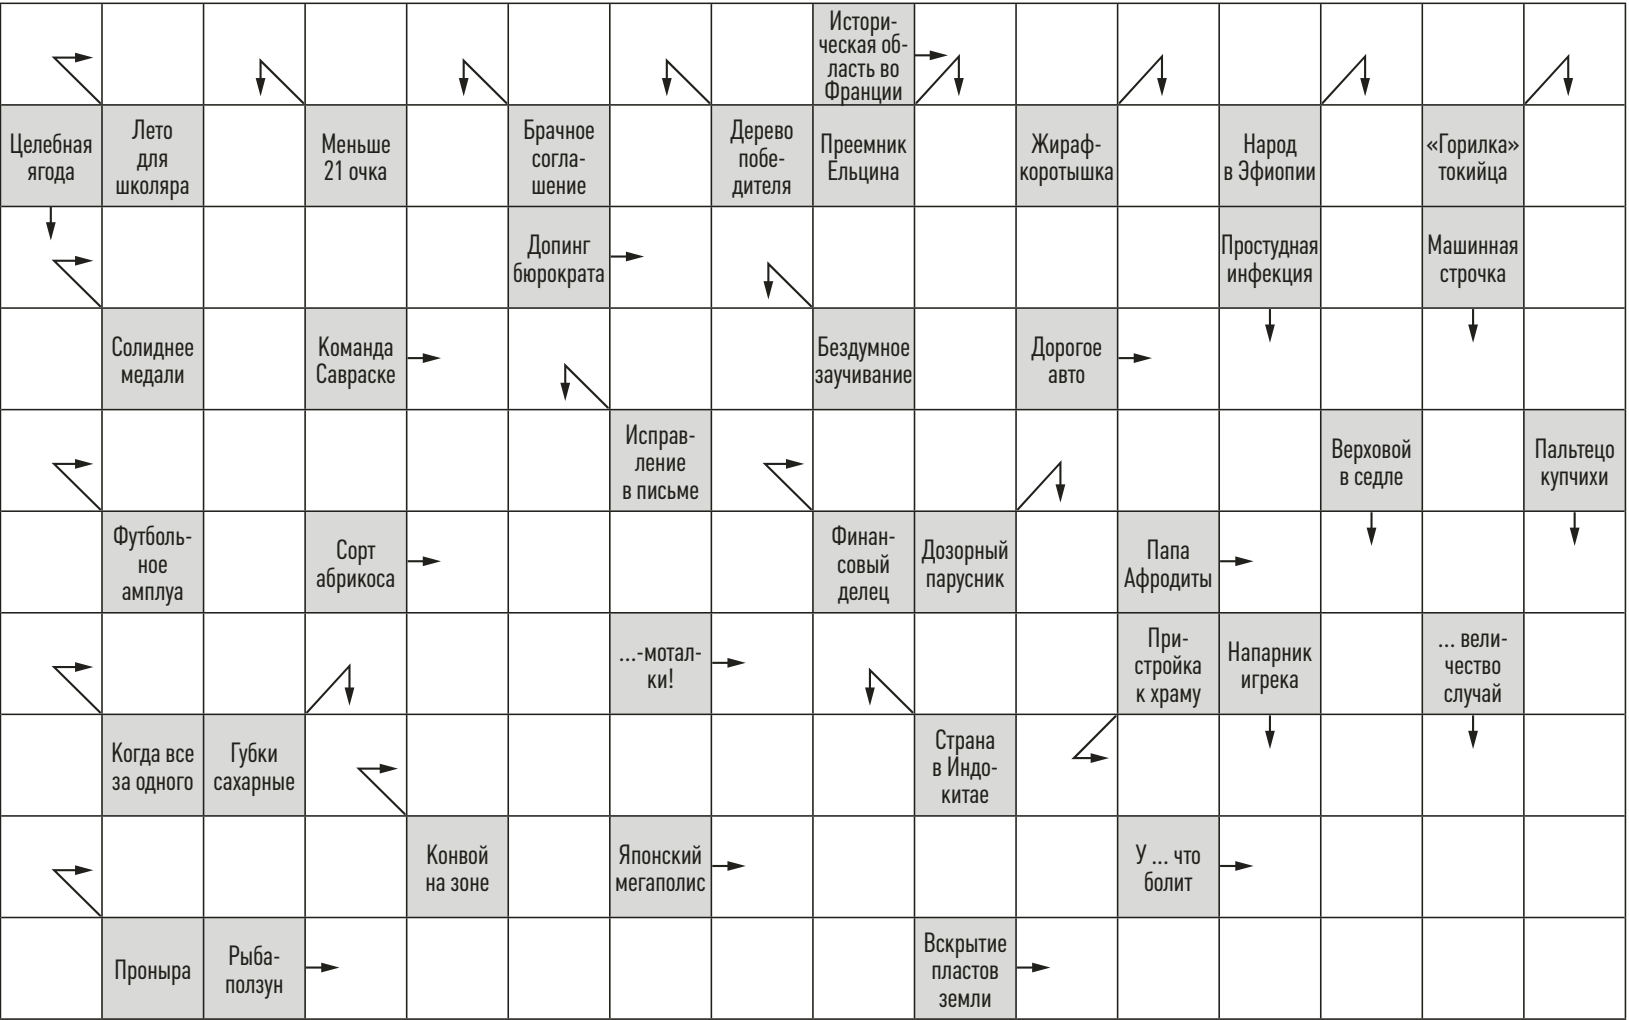 Истори-
ческая об-
ласть во
Франции
Целебная
ягода
Лето
для
школяра
Меньше
21 очка
Брачное
согла-
шение
Дерево
побе-
дителя
Преемник
Ельцина
Жираф-
коротышка
Народ
в Эфиопии
«Горилка»
токийца
Допинг
бюрократа
Простудная
инфекция
Машинная
строчка
Солиднее
медали
Команда
Савраске
Бездумное
заучивание
Дорогое
авто
Исправ-
ление
в письме
Верховой
в седле
Пальтецо
купчихи
Футболь-
ное
амплуа
Сорт
абрикоса
Финан-
совый
делец
Дозорный
парусник
Папа
Афродиты
...-мотал-
ки!
При-
стройка
к храму
Напарник
игрека
... вели-
чество
случай
Когда все
за одного
Губки
сахарные
Страна
в Индо-
китае
Конвой
на зоне
Японский
мегаполис
У ... что
болит
Проныра
Рыба-
ползун
Вскрытие
пластов
земли